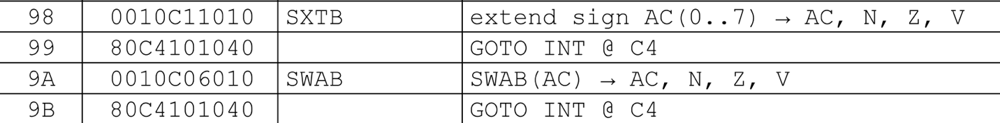 98 0010C11010 SXTB extend sign AC(0..7) → AC, N, Z, V
99 80C4101040 GOTO INT @ C4
9A 0010C06010 SWAB SWAB(AC) → AC, N, Z, V
9B 80C4101040 GOTO INT @ C4